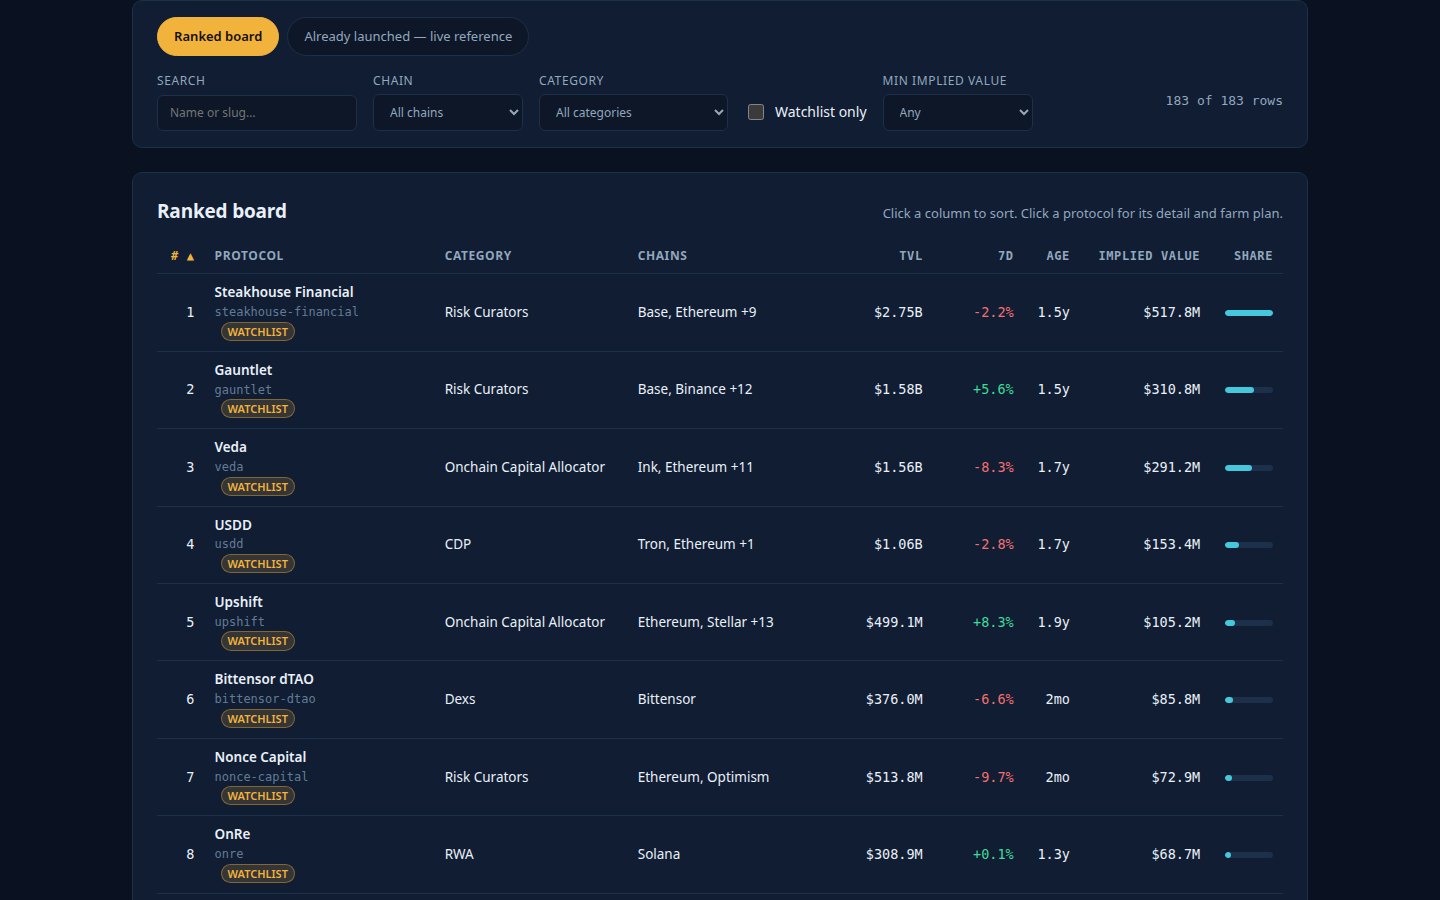 Ranked board
Already launched — live reference
SEARCH CHAIN CATEGORY MIN IMPLIED VALUE
Name or slug... All chains All categories Watchlist only Any 183 of 183 rows
Ranked board
Click a column to sort. Click a protocol for its detail and farm plan.
# ▲ PROTOCOL CATEGORY CHAINS TVL 7D AGE IMPLIED VALUE SHARE
1 Steakhouse Financial Risk Curators Base, Ethereum +9 $2.75B -2.2% 1.5y $517.8M
steakhouse-financial
WATCHLIST
2 Gauntlet Risk Curators Base, Binance +12 $1.58B +5.6% 1.5y $310.8M
gauntlet
WATCHLIST
3 Veda Onchain Capital Allocator Ink, Ethereum +11 $1.56B -8.3% 1.7y $291.2M
veda
WATCHLIST
4 USDD CDP Tron, Ethereum +1 $1.06B -2.8% 1.7y $153.4M
usdd
WATCHLIST
5 Upshift Onchain Capital Allocator Ethereum, Stellar +13 $499.1M +8.3% 1.9y $105.2M
upshift
WATCHLIST
6 Bittensor dTAO Dexs Bittensor $376.0M -6.6% 2mo $85.8M
bittensor-dtao
WATCHLIST
7 Nonce Capital Risk Curators Ethereum, Optimism $513.8M -9.7% 2mo $72.9M
nonce-capital
WATCHLIST
8 OnRe RWA Solana $308.9M +0.1% 1.3y $68.7M
onre
WATCHLIST